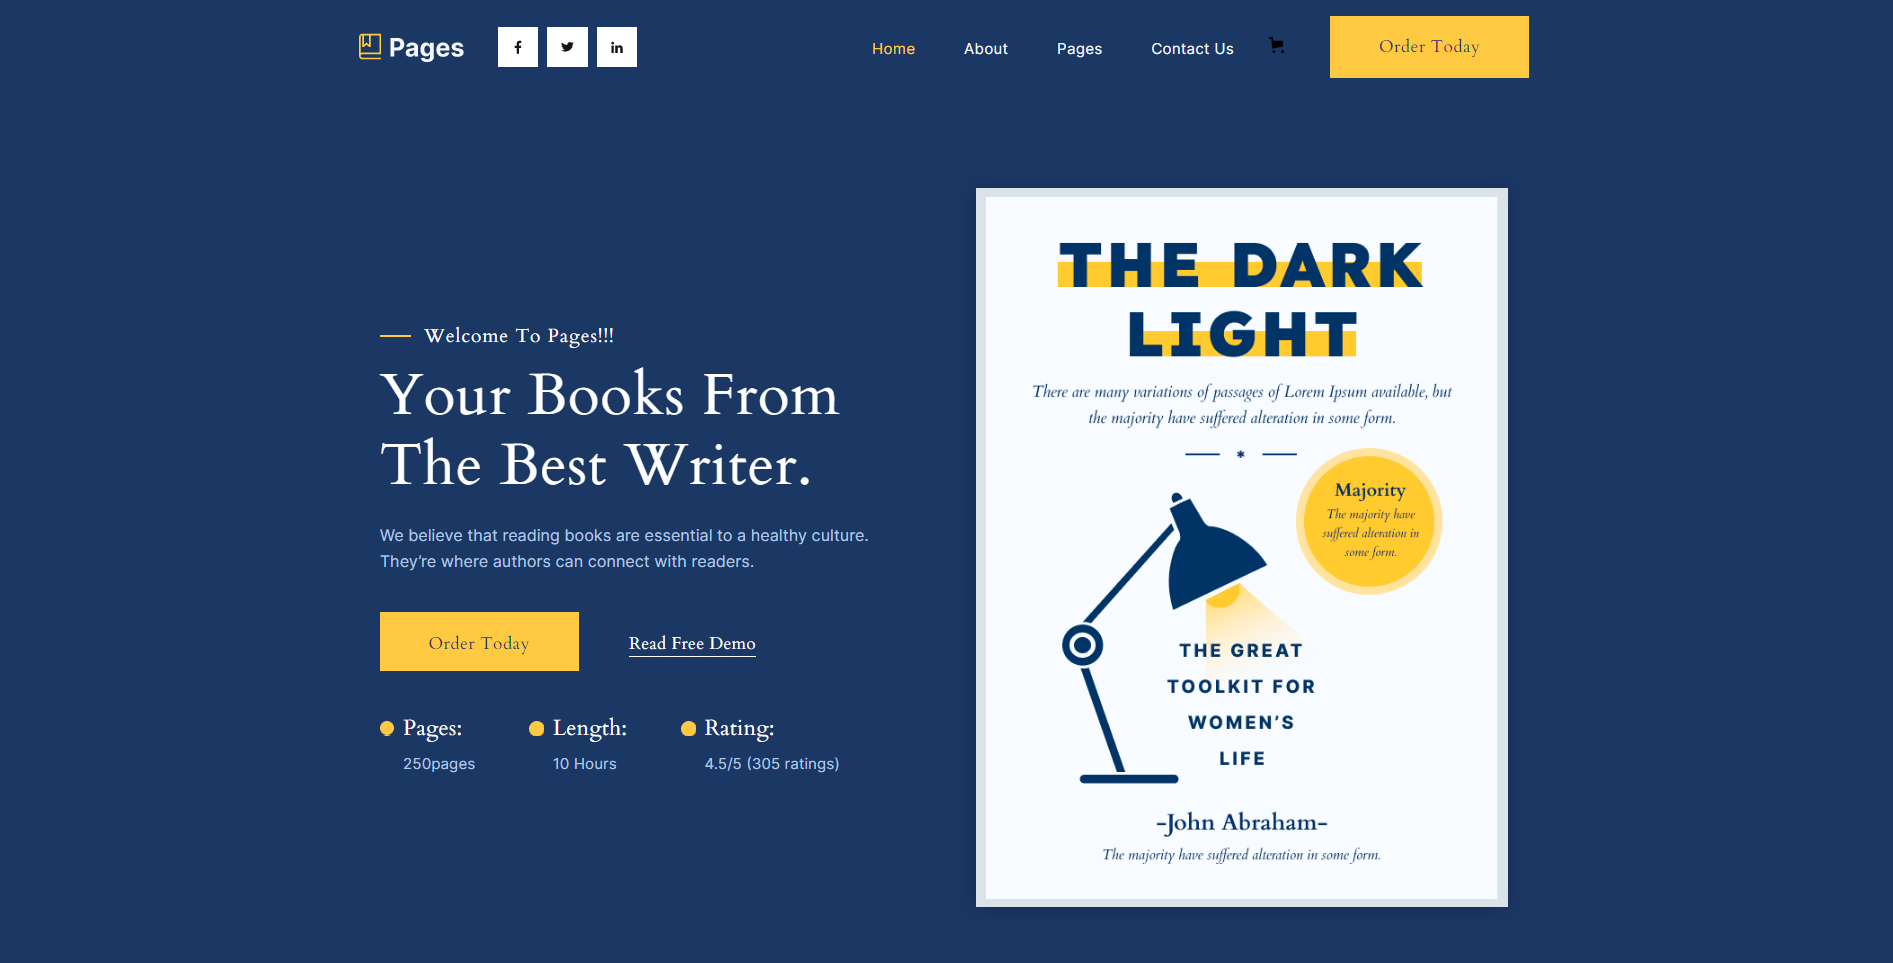 Pages
Home
About
Pages
Contact Us
Order Today
Welcome To Pages!!!
Your Books From
The Best Writer.
We believe that reading books are essential to a healthy culture.
They’re where authors can connect with readers.
Order Today
Read Free Demo
Pages:
250pages
Length:
10 Hours
Rating:
4.5/5 (305 ratings)
THE DARK
LIGHT
There are many variations of passages of Lorem Ipsum available, but
the majority have suffered alteration in some form.
*
Majority
The majority have
suffered alteration in
some form.
THE GREAT
TOOLKIT FOR
WOMEN’S
LIFE
-John Abraham-
The majority have suffered alteration in some form.